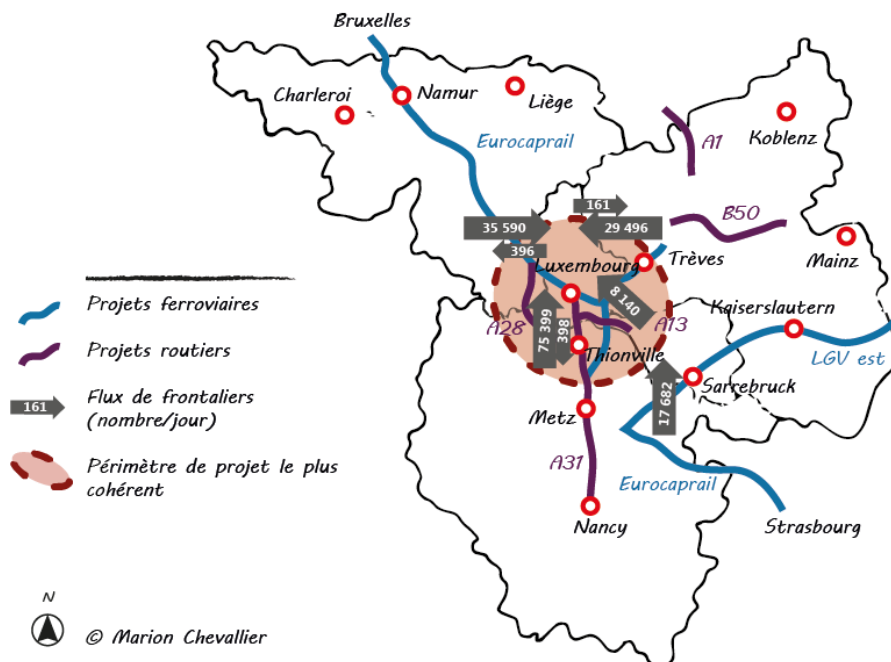 Bruxelles
Charleroi
Namur
Liège
Koblenz
Eurocaprail
A1
161
35 590
29 496
B50
396
Trèves
Mainz
Luxembourg
8 140
Kaiserslautern
A28
75 399
398
A13
Thionville
LGV est
Sarrebruck
17 682
Metz
A31
Eurocaprail
Nancy
Strasbourg
Projets ferroviaires
Projets routiers
161
Flux de frontaliers
(nombre/jour)
Périmètre de projet le plus
cohérent
N
© Marion Chevallier